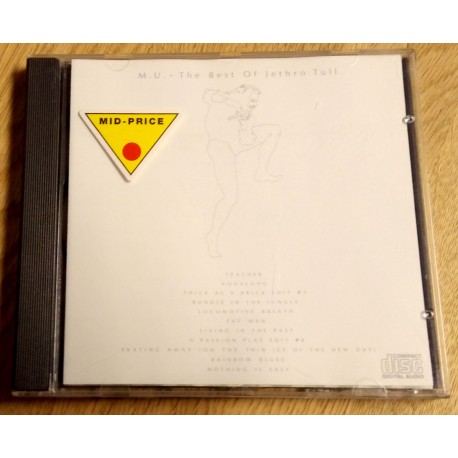 M.U. - The Best Of Jethro Tull
MID-PRICE
TEACHER
AQUALUNG
THICK AS A BRICK EDIT #1
BUNGLE IN THE JUNGLE
LOCOMOTIVE BREATH
FAT MAN
LIVING IN THE PAST
A PASSION PLAY EDIT #8
SKATING AWAY (ON THE THIN ICE OF THE NEW DAY)
RAINBOW BLUES
NOTHING IS EASY
COMPACT
disc
DIGITAL AUDIO